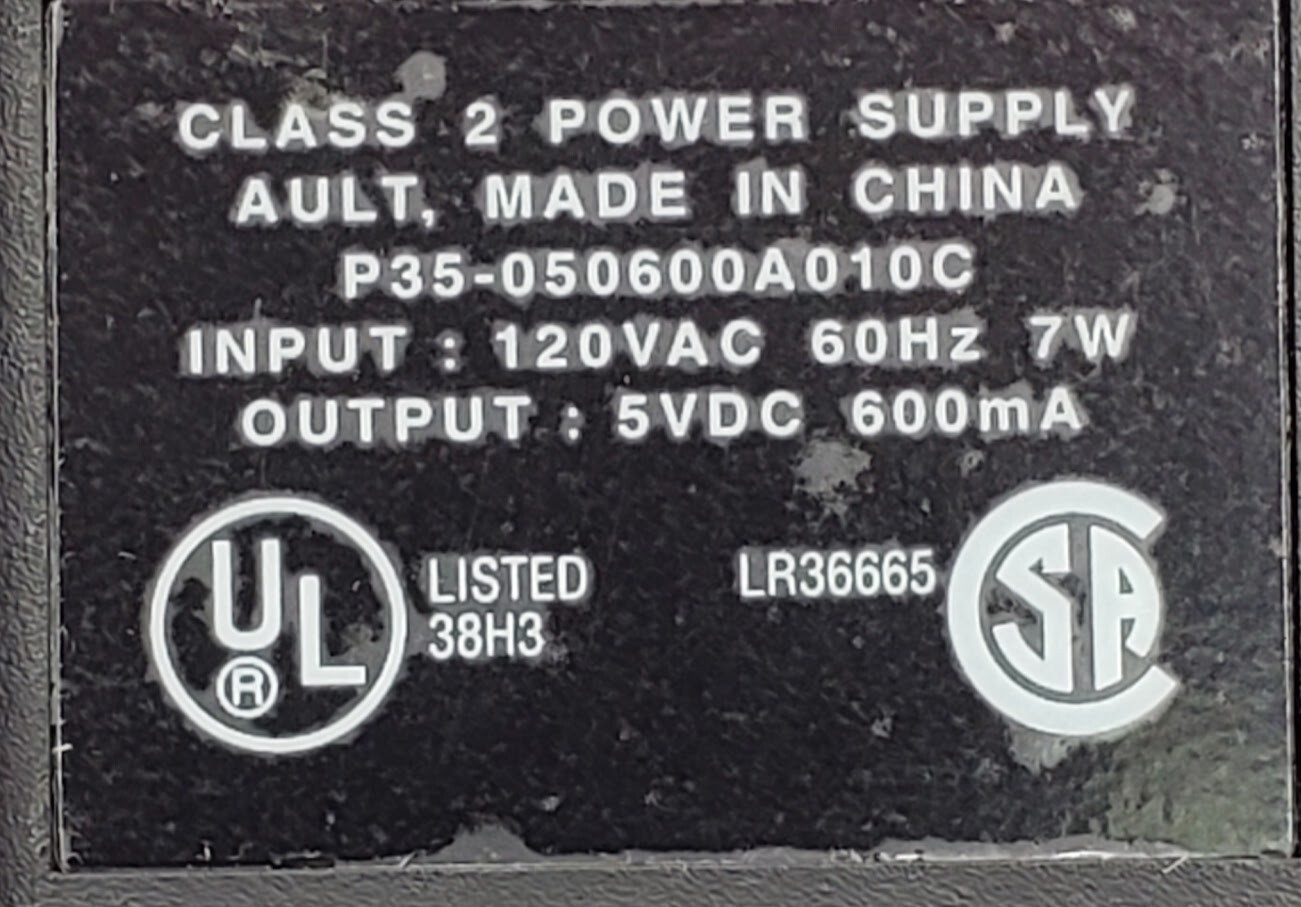 CLASS 2 POWER SUPPLY
AULT, MADE IN CHINA
P35-050600A010C
INPUT : 120VAC 60Hz 7W
OUTPUT : 5VDC 600mA
UL
®
LISTED
38H3
LR36665
CSA